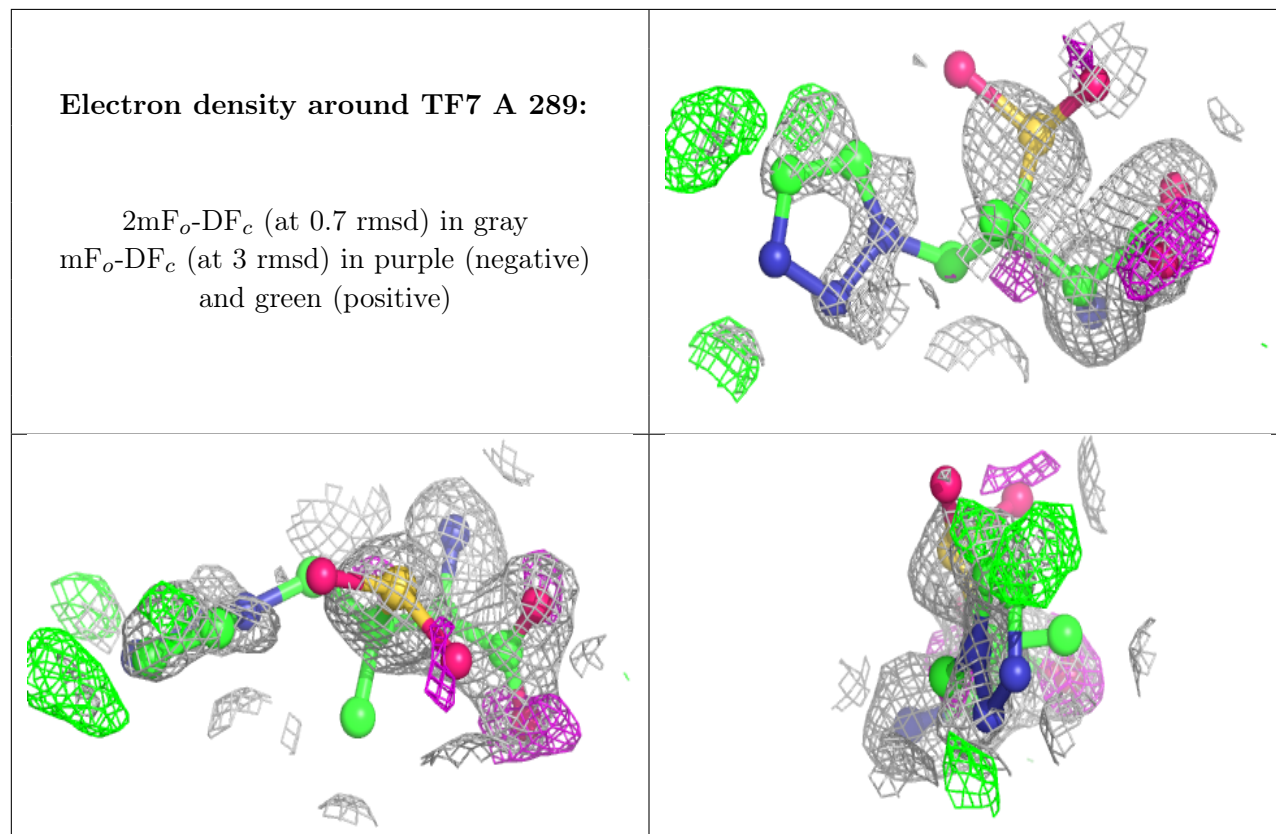 Electron density around TF7 A 289:
2mFo-DFc (at 0.7 rmsd) in gray
mFo-DFc (at 3 rmsd) in purple (negative)
and green (positive)